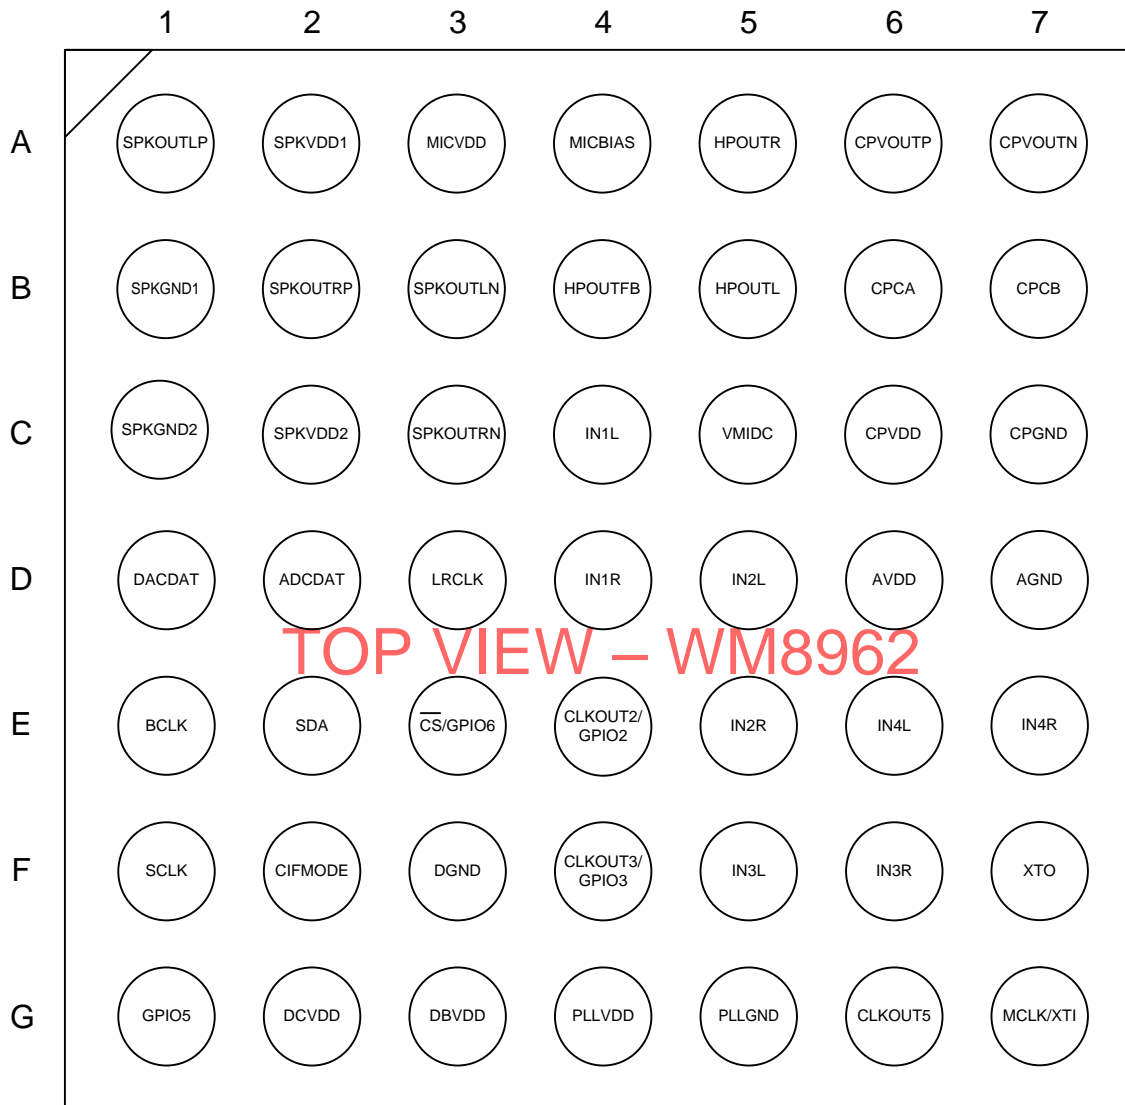 1 2 3 4 5 6 7
A SPKOUTLP SPKVDD1 MICVDD MICBIAS HPOUTR CPVOUTP CPVOUTN
B SPKGND1 SPKOUTRP SPKOUTLN HPOUTFB HPOUTL CPCA CPCB
C SPKGND2 SPKVDD2 SPKOUTRN IN1L VMIDC CPVDD CPGND
D DACDAT ADCDAT LRCLK IN1R IN2L AVDD AGND
TOP VIEW – WM8962
E BCLK SDA C̅S̅/GPIO6 CLKOUT2/ IN2R IN4L IN4R
GPIO2
F SCLK CIFMODE DGND CLKOUT3/ IN3L IN3R XTO
GPIO3
G GPIO5 DCVDD DBVDD PLLVDD PLLGND CLKOUT5 MCLK/XTI